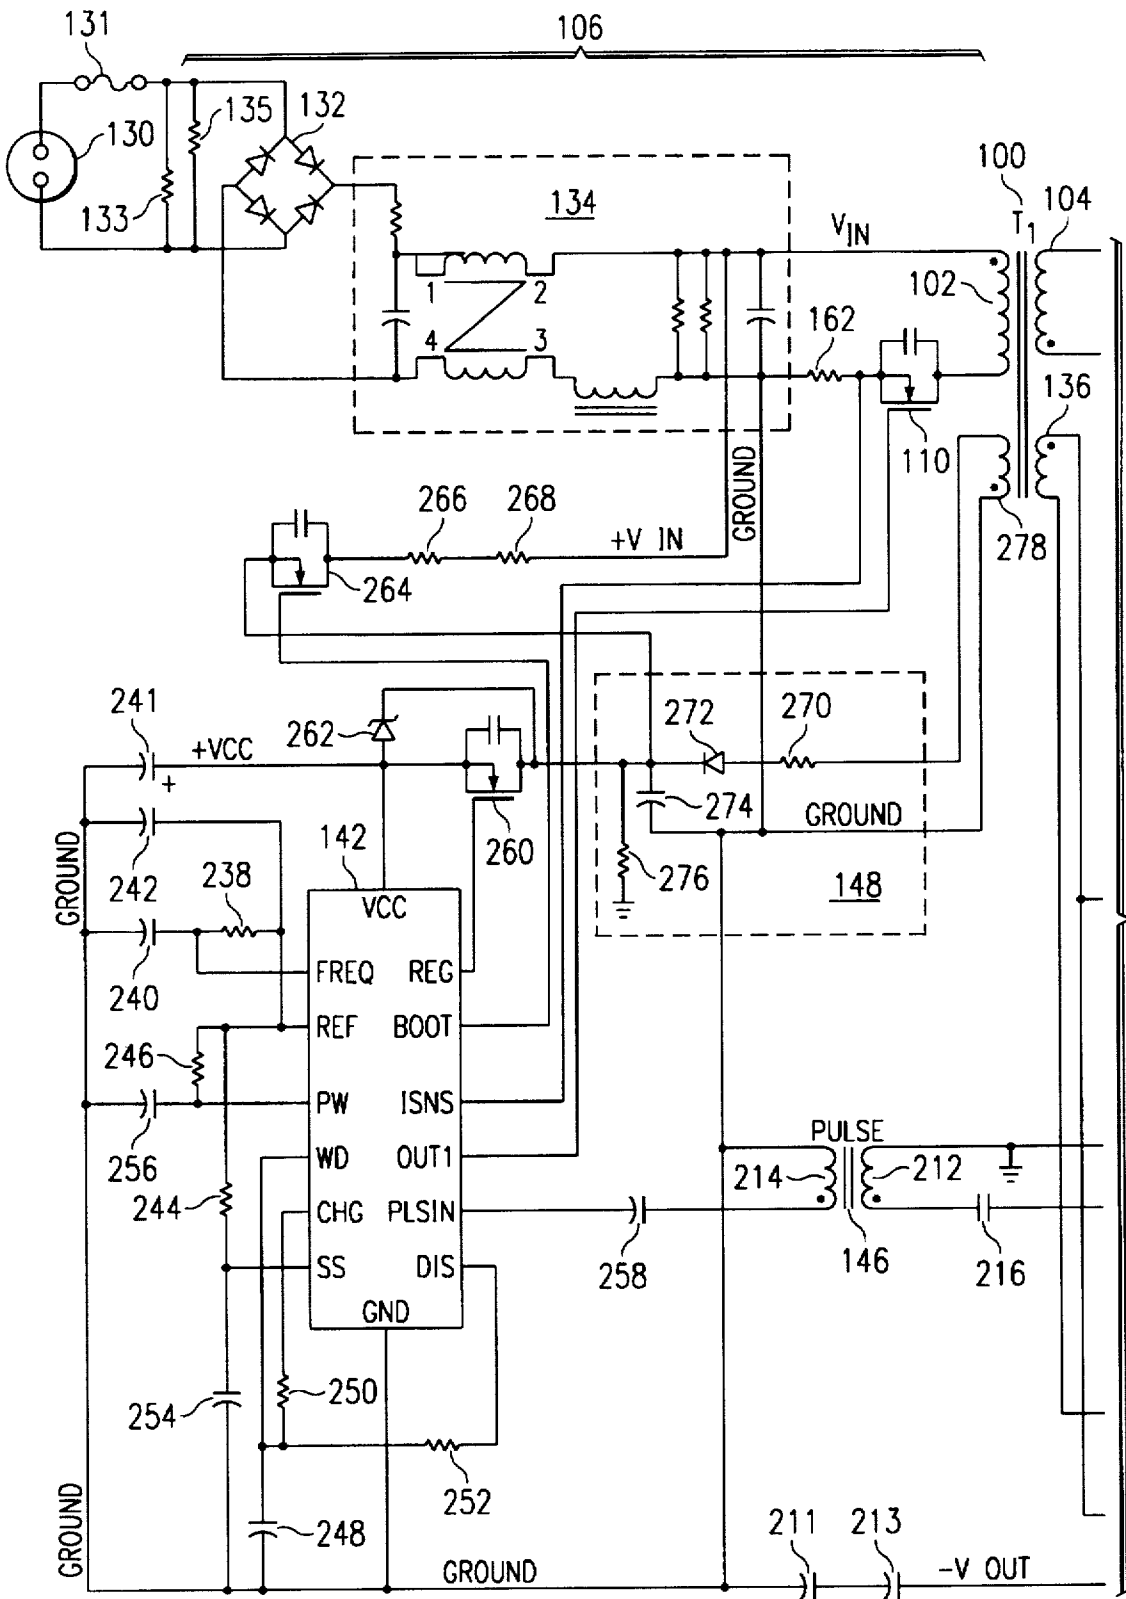 131
106
130
135
132
133
134
V IN
100
T 1
104
1
2
4
3
102
162
136
110
GROUND
278
266
268
+V IN
264
241
+VCC
+
262
272
270
274
260
GROUND
276
148
GROUND
242
238
142
VCC
240
FREQ
REG
REF
BOOT
246
PW
ISNS
256
WD
OUT1
PULSE
214
212
244
CHG
PLSIN
258
146
216
SS
DIS
GND
254
250
252
GROUND
248
GROUND
211
213
-V OUT